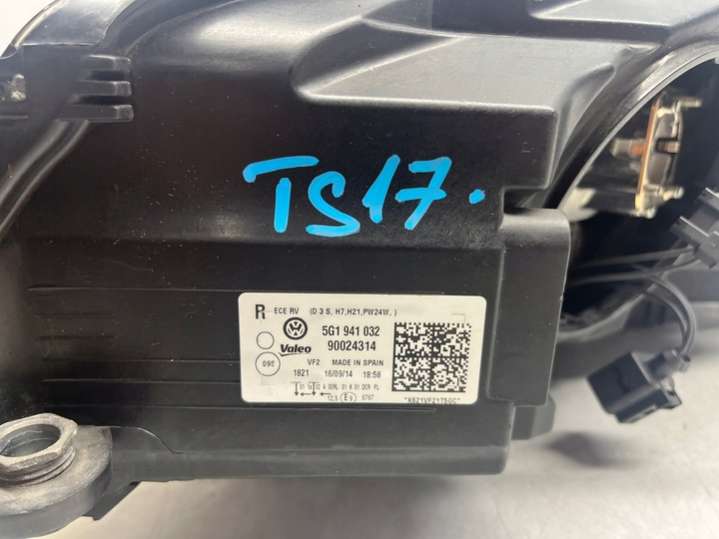 TS17.
R ECE RV (D 3 S, H7,H21,PW24W, )
5G1 941 032
Valeo 90024314
VF2 MADE IN SPAIN
1821 16/09/14 18:58